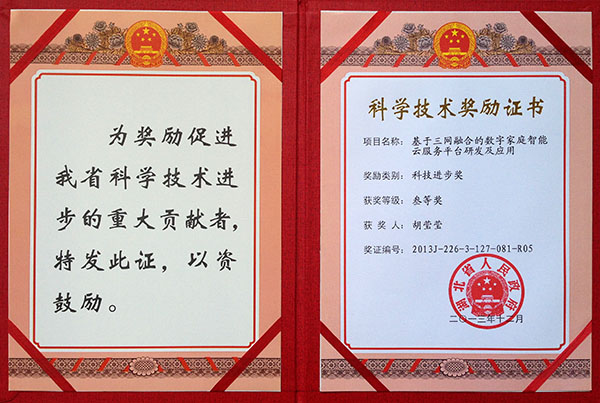 为奖励促进
我省科学技术进
步的重大贡献者，
特发此证，以资
鼓励。
科学技术奖励证书
项目名称：基于三网融合的数字家庭智能
云服务平台研发及应用
奖励类别：科技进步奖
获奖等级：叁等奖
获奖人：胡莹莹
奖证编号：2013J-226-3-127-081-R05
湖北省人民政府
二〇一三年十二月